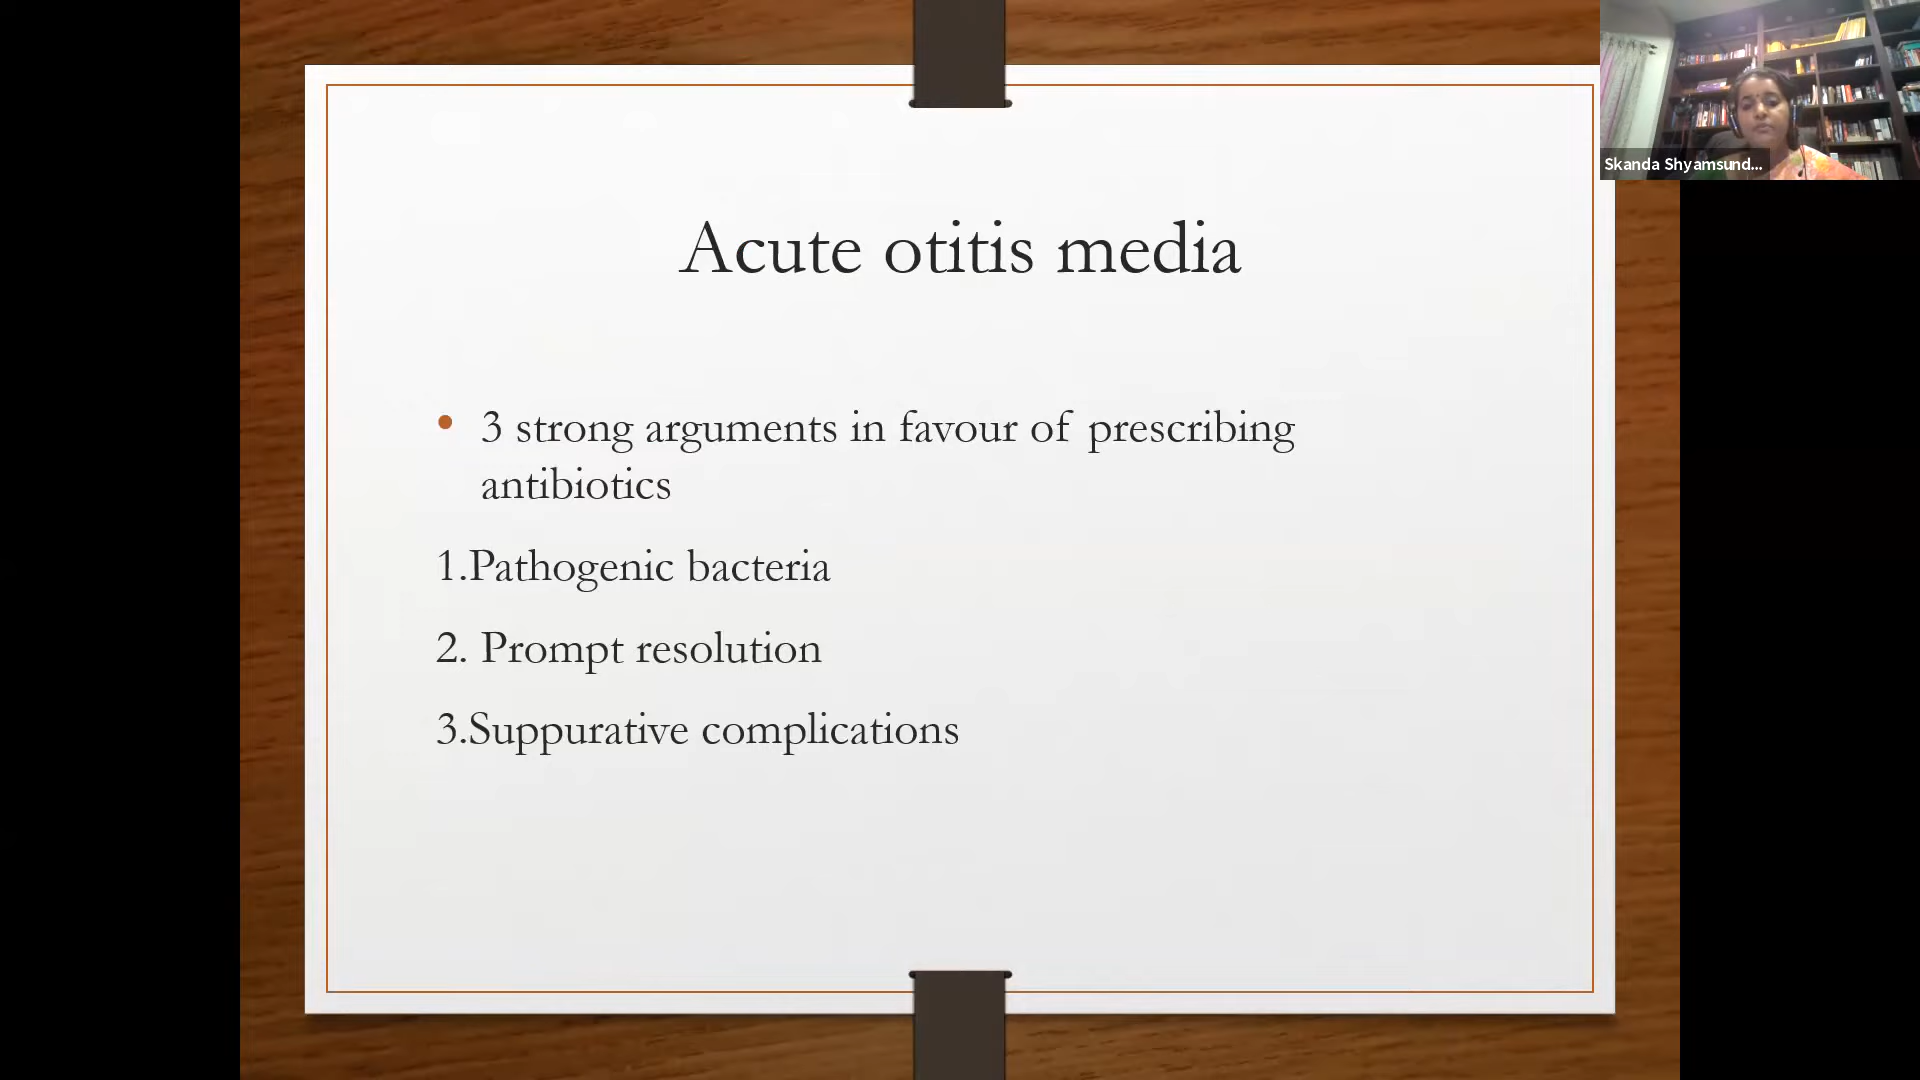 Acute otitis media
• 3 strong arguments in favour of prescribing
antibiotics
1.Pathogenic bacteria
2. Prompt resolution
3.Suppurative complications
Skanda Shyamsund...